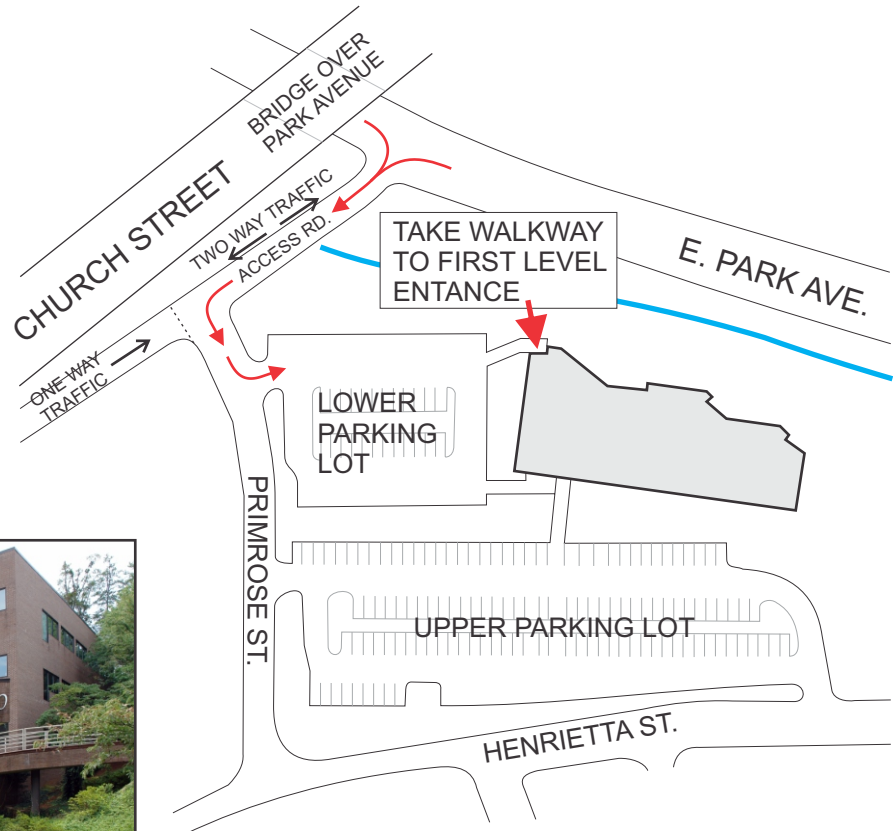 BRIDGE OVER
PARK AVENUE
CHURCH STREET
TWO WAY TRAFFIC
ACCESS RD.
TAKE WALKWAY
TO FIRST LEVEL
ENTANCE
E. PARK AVE.
ONE WAY
TRAFFIC
LOWER
PARKING
LOT
PRIMROSE ST.
UPPER PARKING LOT
HENRIETTA ST.